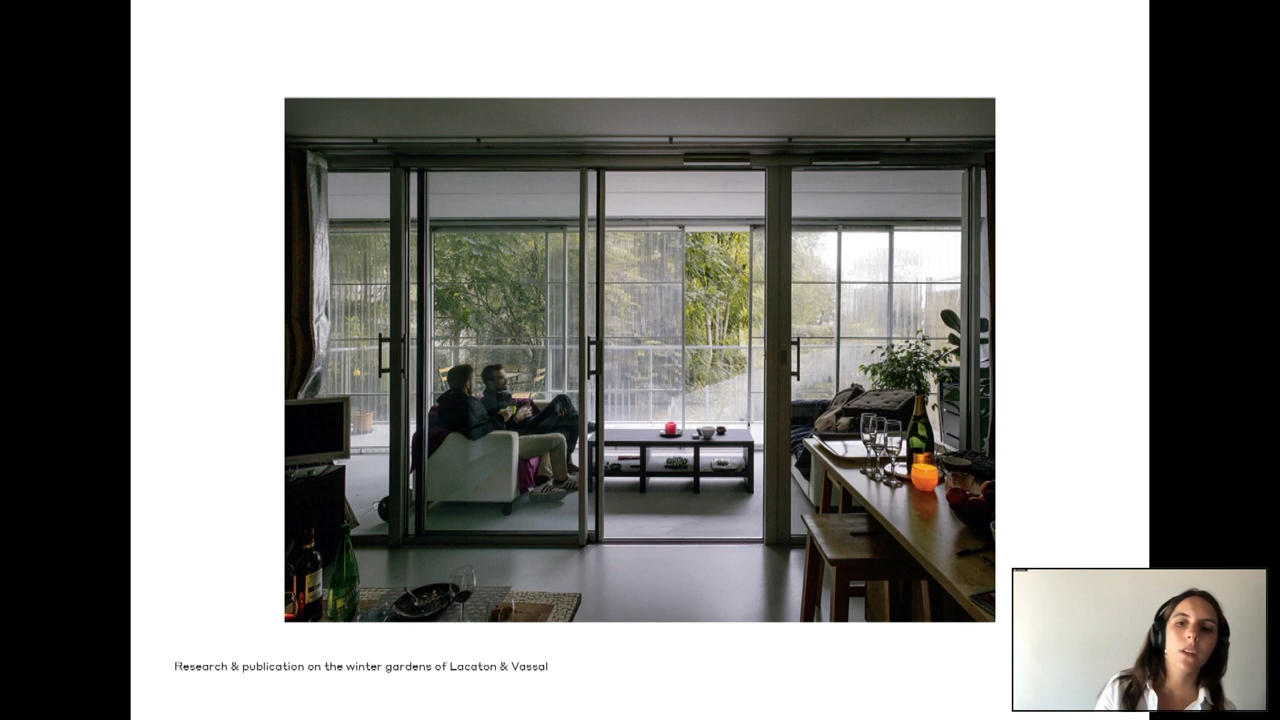 Research & publication on the winter gardens of Lacaton & Vassal